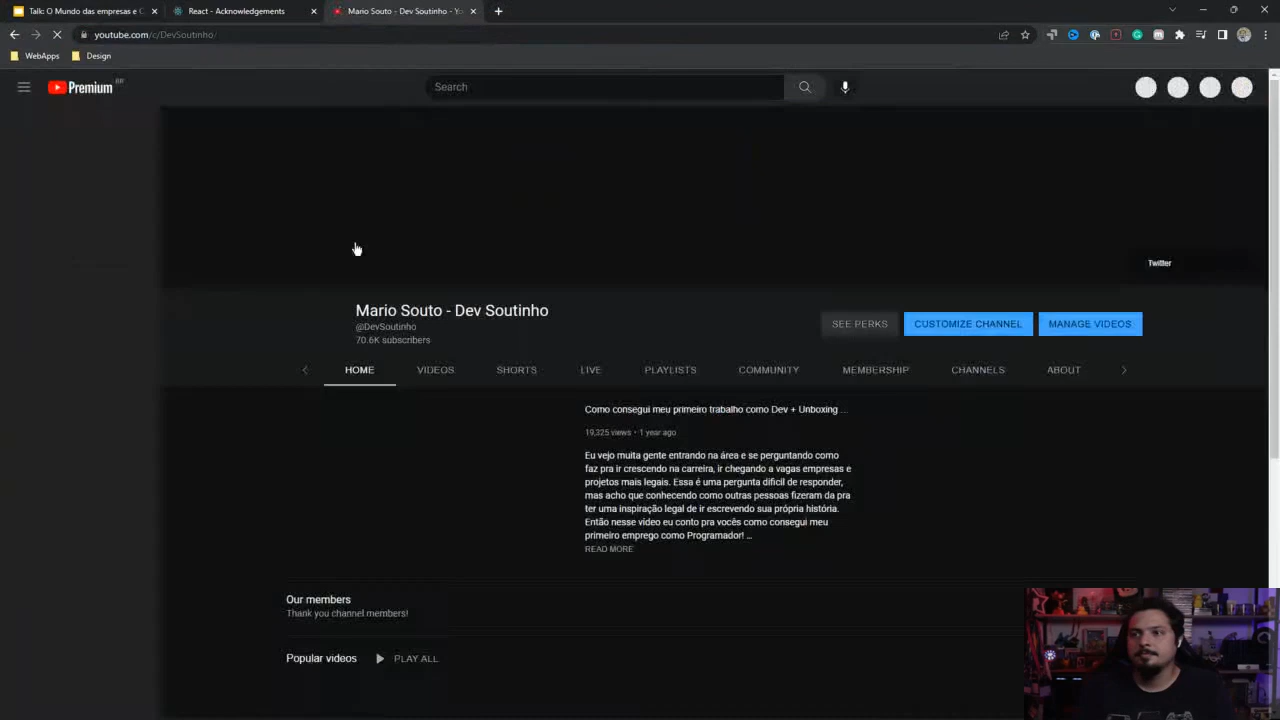 Talk: O Mundo das empresas e C
React - Acknowledgements
Mario Souto - Dev Soutinho - Yo
youtube.com/c/DevSoutinho/
WebApps
Design
Premium BR
Search
Twitter
Mario Souto - Dev Soutinho
@DevSoutinho
70.6K subscribers
SEE PERKS
CUSTOMIZE CHANNEL
MANAGE VIDEOS
HOME
VIDEOS
SHORTS
LIVE
PLAYLISTS
COMMUNITY
MEMBERSHIP
CHANNELS
ABOUT
Como consegui meu primeiro trabalho como Dev + Unboxing ...
19,325 views • 1 year ago
Eu vejo muita gente entrando na área e se perguntando como
faz pra ir crescendo na carreira, ir chegando a vagas empresas e
projetos mais legais. Essa é uma pergunta difícil de responder,
mas acho que conhecendo como outras pessoas fizeram da pra
ter uma inspiração legal de ir escrevendo sua própria história.
Então nesse vídeo eu conto pra vocês como consegui meu
primeiro emprego como Programador! ...
READ MORE
Our members
Thank you channel members!
Popular videos
PLAY ALL